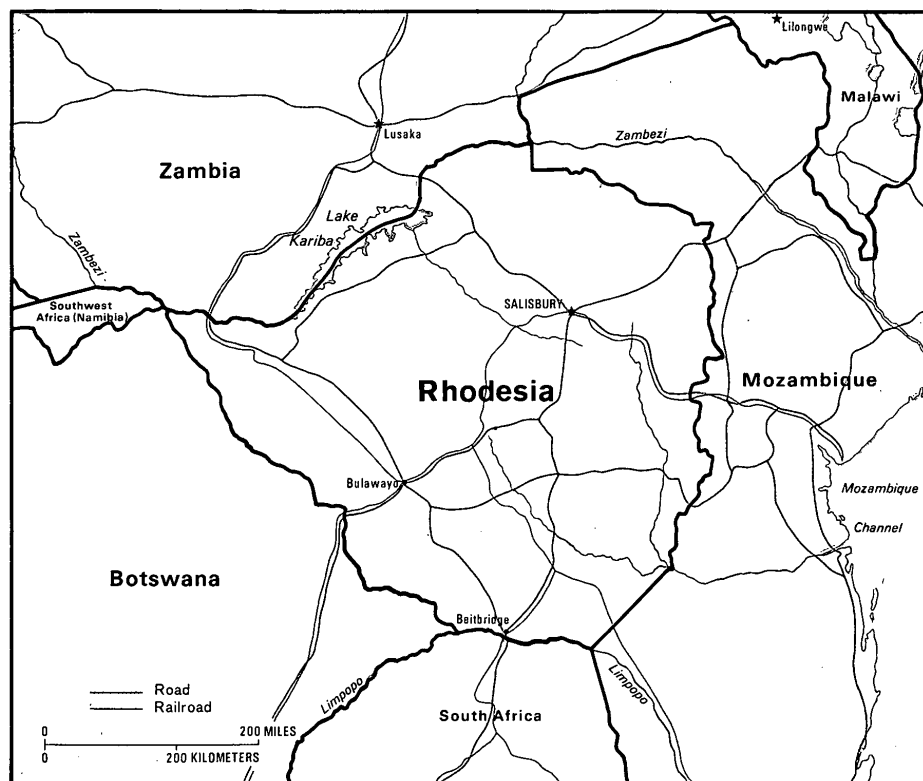 Lilongwe
Malawi
Zambezi
Lusaka
Zambia
Lake
Kariba
Zambezi
Southwest
Africa (Namibia)
SALISBURY
Rhodesia
Mozambique
Bulawayo
Mozambique
Channel
Botswana
Beitbridge
Limpopo
Limpopo
South Africa
Road
Railroad
0 200 MILES
0 200 KILOMETERS